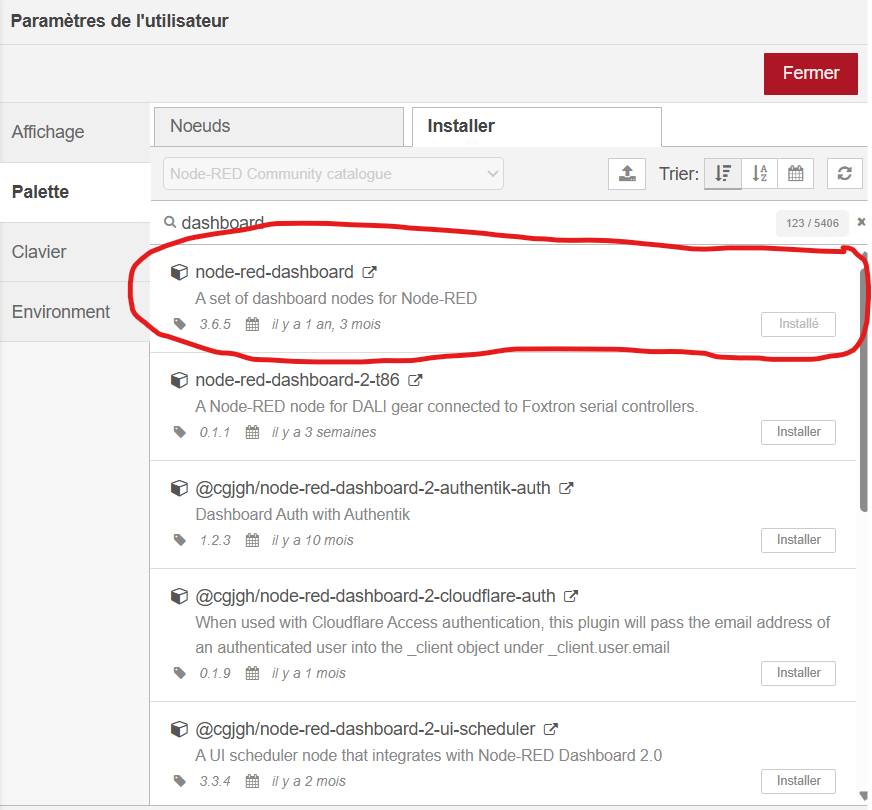 Paramètres de l'utilisateur
Fermer
Affichage
Palette
Clavier
Environment
Noeuds
Installer
Node-RED Community catalogue
Trier:
dashboard
123 / 5406
node-red-dashboard
A set of dashboard nodes for Node-RED
3.6.5 il y a 1 an, 3 mois
Installé
node-red-dashboard-2-t86
A Node-RED node for DALI gear connected to Foxtron serial controllers.
0.1.1 il y a 3 semaines
Installer
@cgjgh/node-red-dashboard-2-authentik-auth
Dashboard Auth with Authentik
1.2.3 il y a 10 mois
Installer
@cgjgh/node-red-dashboard-2-cloudflare-auth
When used with Cloudflare Access authentication, this plugin will pass the email address of
an authenticated user into the _client object under _client.user.email
0.1.9 il y a 1 mois
Installer
@cgjgh/node-red-dashboard-2-ui-scheduler
A UI scheduler node that integrates with Node-RED Dashboard 2.0
3.3.4 il y a 2 mois
Installer